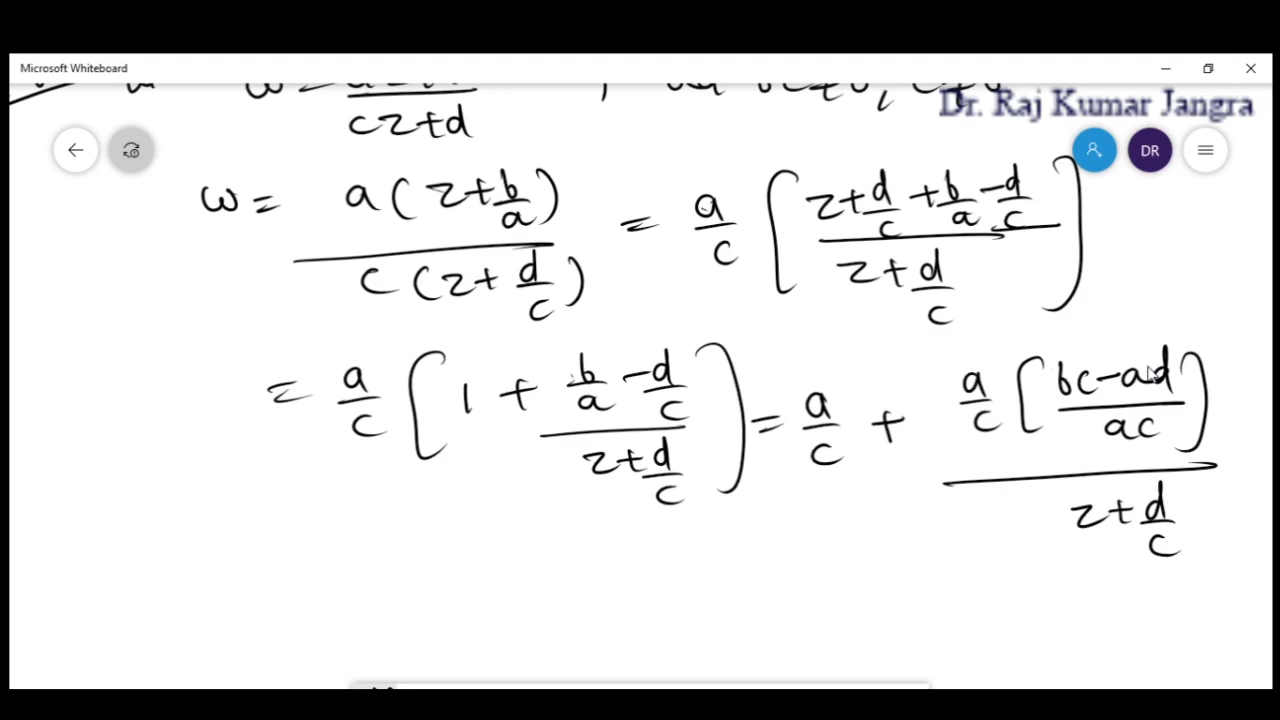 Microsoft Whiteboard
cz+d
Dr. Raj Kumar Jangra
DR
w = a(z+b/a) / c(z+d/c) = a/c [ (z+d/c+b/a-d/c) / (z+d/c) ]
= a/c [ 1 + (b/a-d/c) / (z+d/c) ] = a/c + a/c [ (bc-ad)/ac ] / (z+d/c)